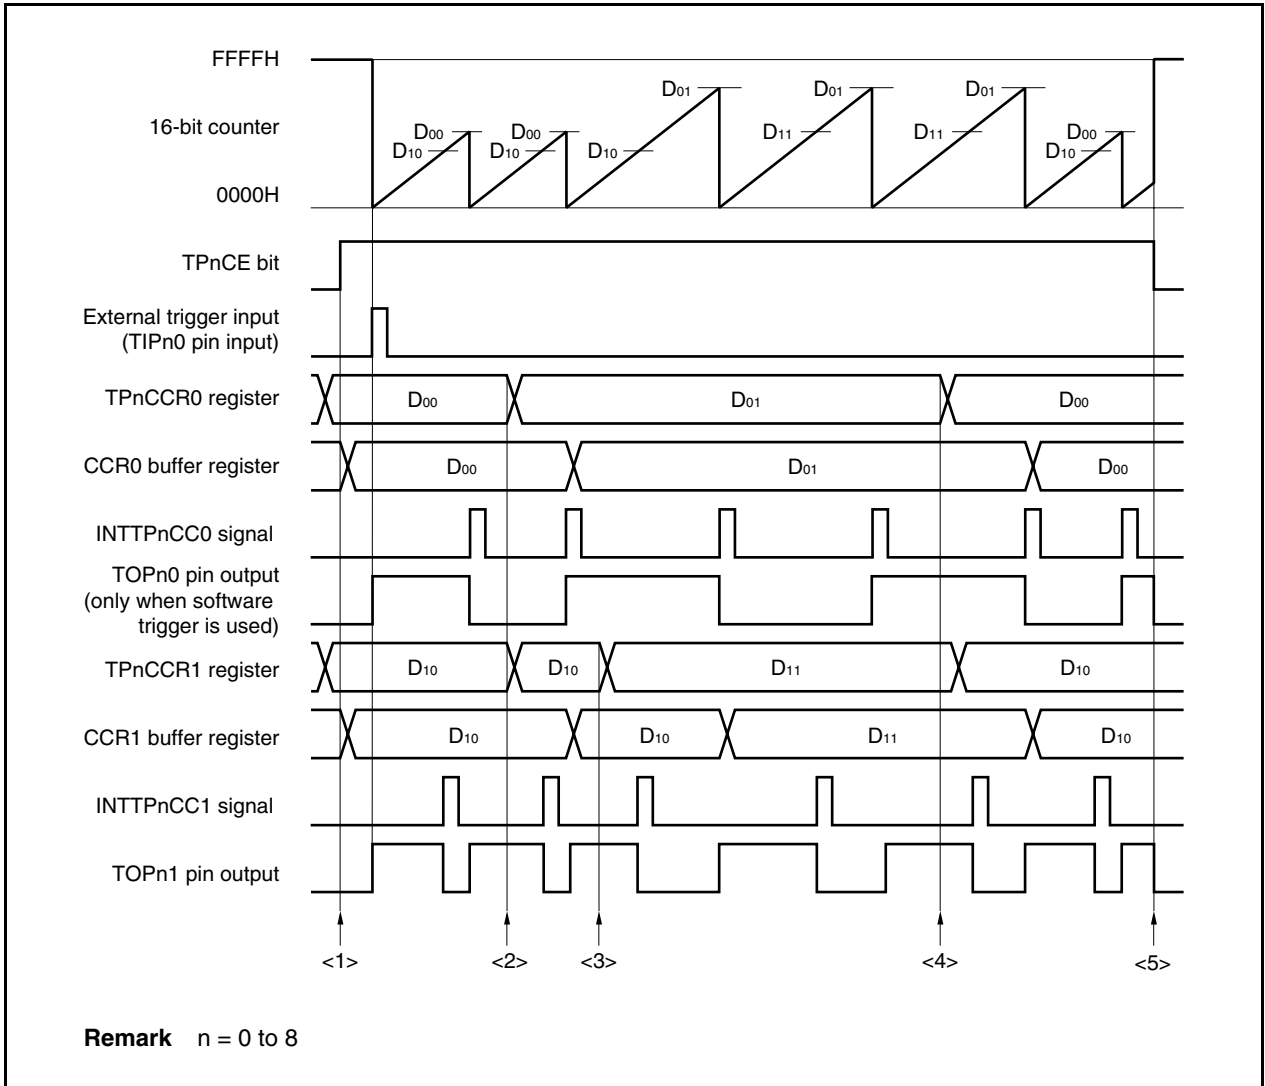 FFFFH
16-bit counter
0000H
D01 D01 D01
D00 D00 D11 D11 D00
D10 D10 D10 D10
TPnCE bit
External trigger input
(TIPn0 pin input)
TPnCCR0 register D00 D01 D00
CCR0 buffer register D00 D01 D00
INTTPnCC0 signal
TOPn0 pin output
(only when software
trigger is used)
TPnCCR1 register D10 D10 D11 D10
CCR1 buffer register D10 D10 D11 D10
INTTPnCC1 signal
TOPn1 pin output
<1> <2> <3> <4> <5>
Remark n = 0 to 8